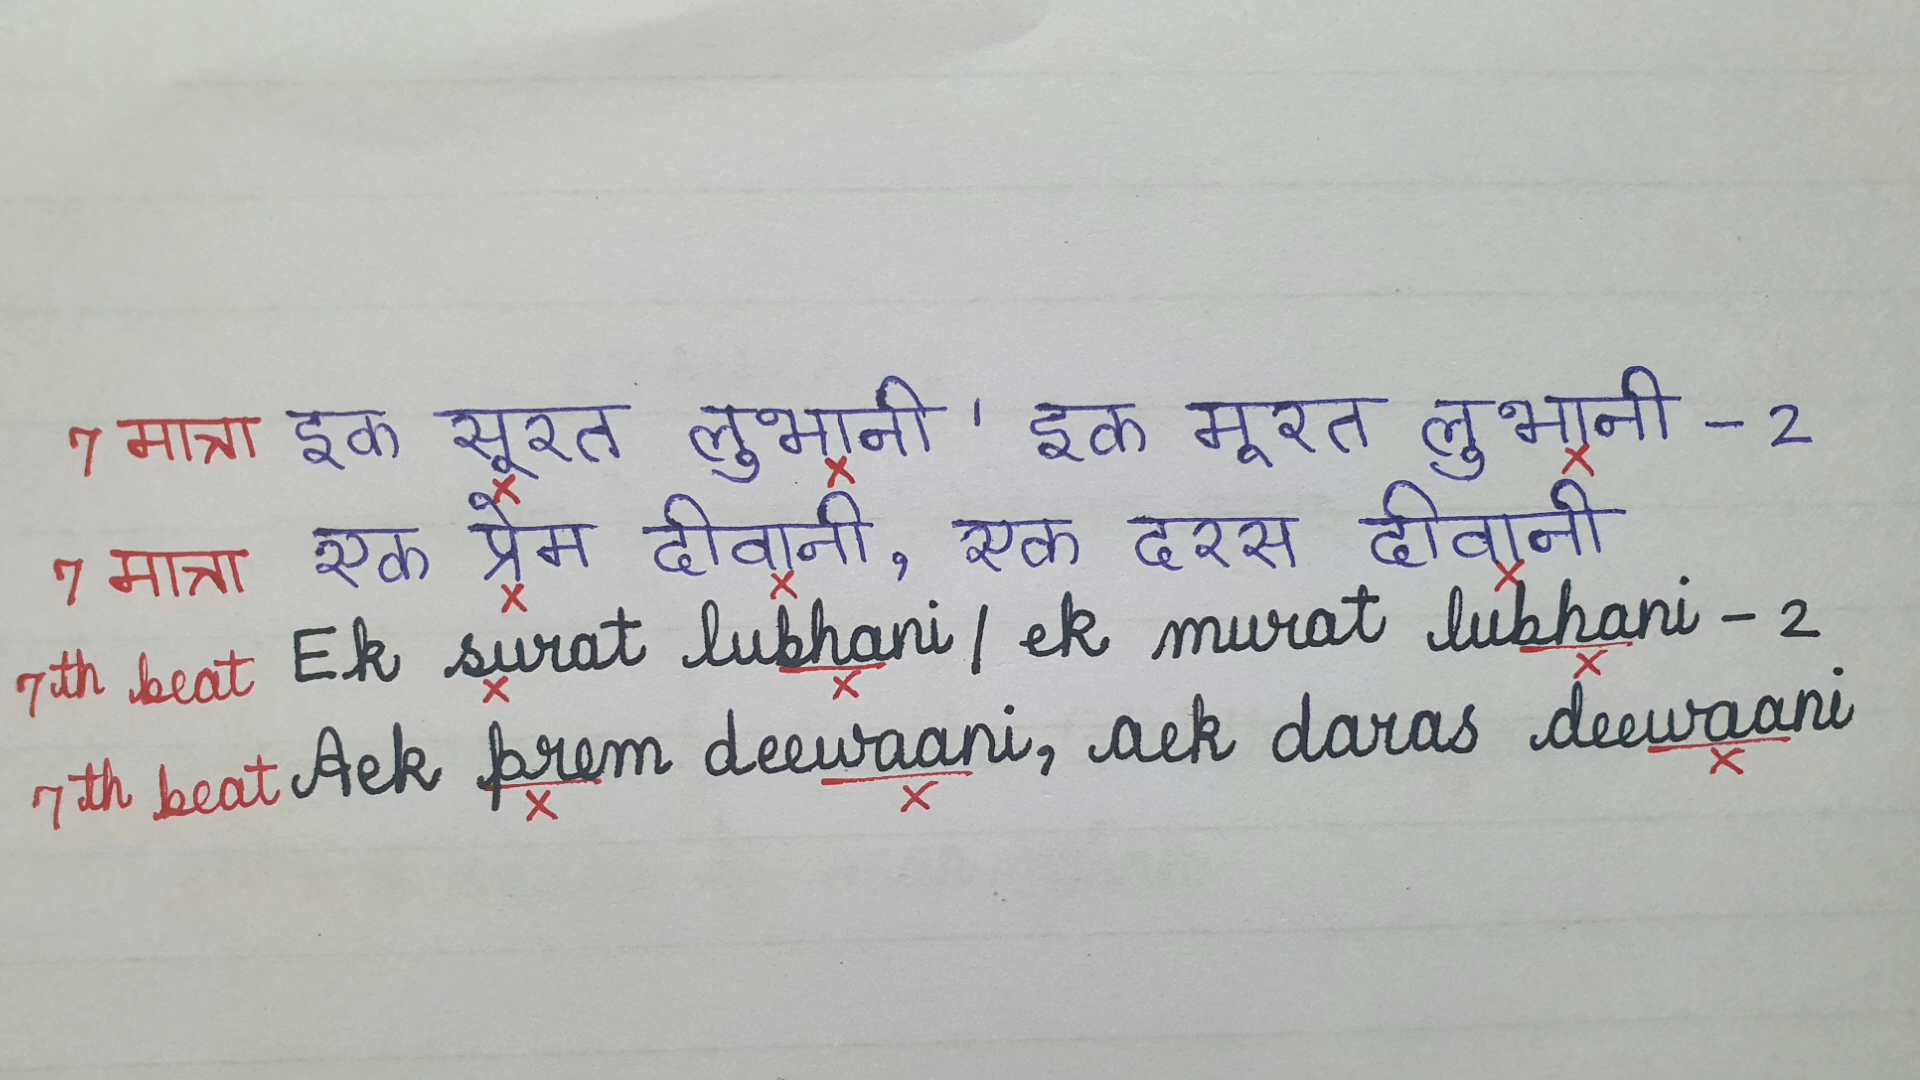 7 मात्रा इक सूरत लुभानी ' इक मूरत लुभानी - 2
x x x
7 मात्रा एक प्रेम दीवानी, एक दरस दीवानी
x x x
7th beat Ek surat lubhani / ek murat lubhani - 2
x x x
7th beat Aek prem deewaani, aek daras deewaani
x x x